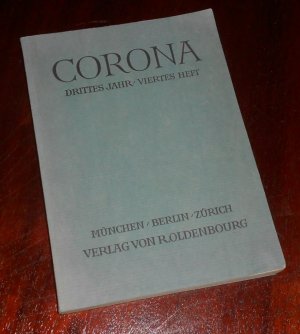 CORONA
DRITTES JAHR / VIERTES HEFT
MÜNCHEN / BERLIN / ZÜRICH
VERLAG VON R. OLDENBOURG